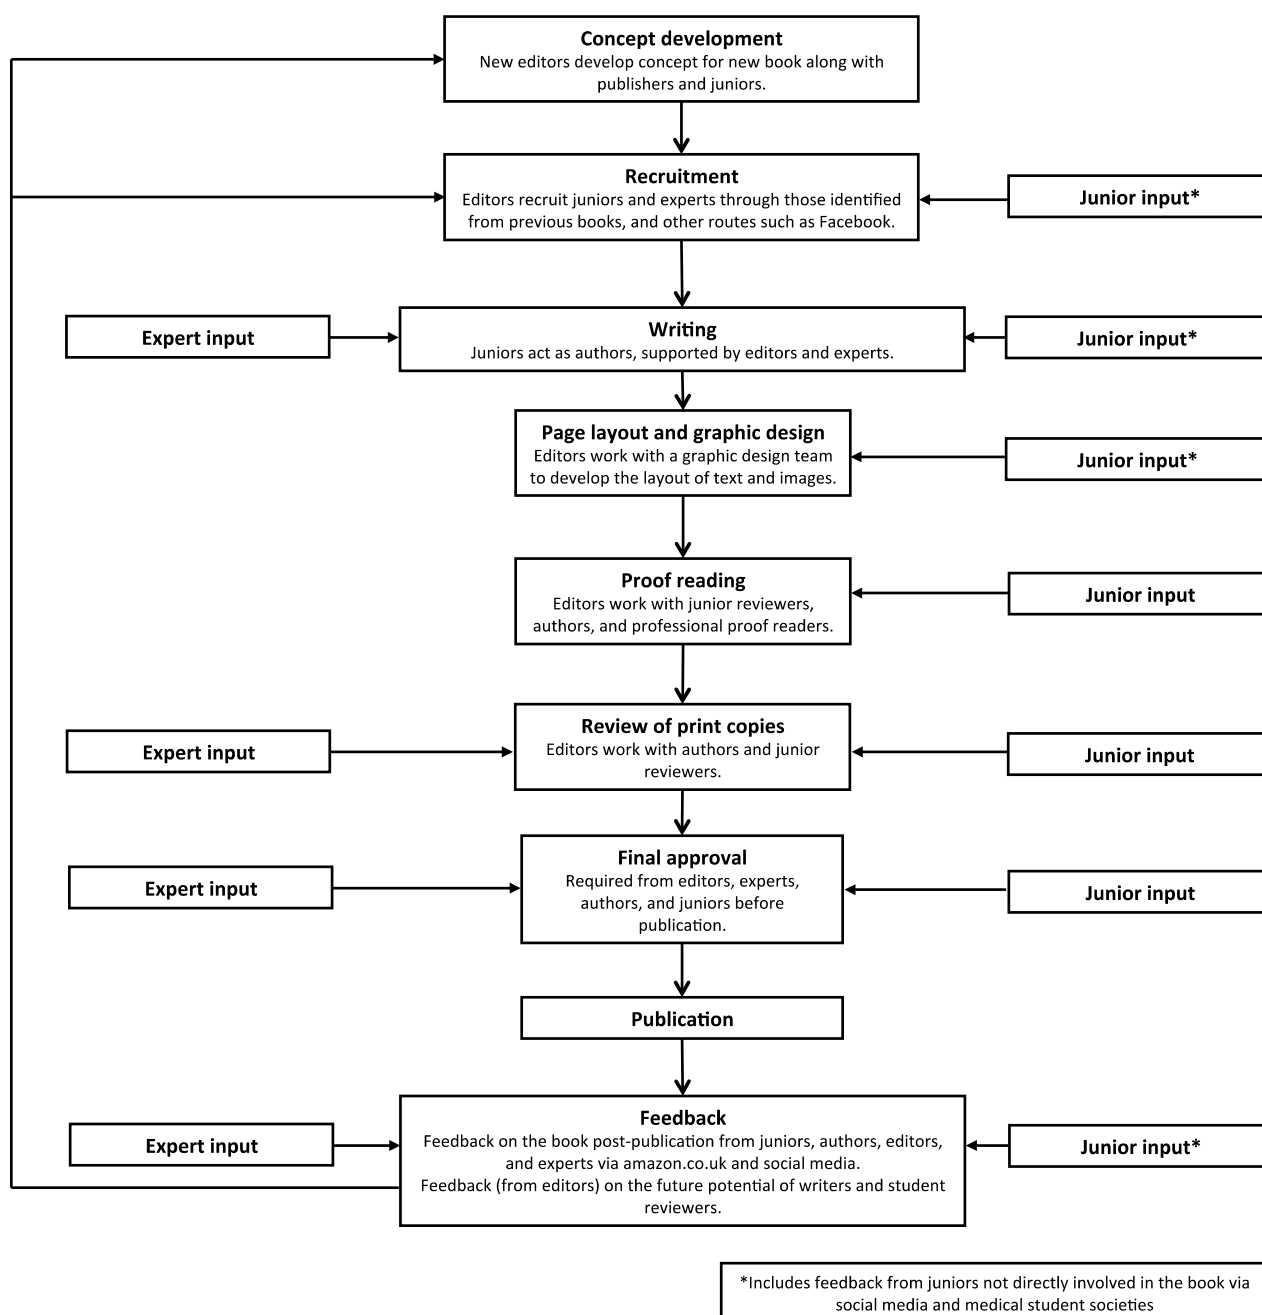 Concept development
New editors develop concept for new book along with
publishers and juniors.
Recruitment
Editors recruit juniors and experts through those identified
from previous books, and other routes such as Facebook.
Junior input*
Expert input
Writing
Juniors act as authors, supported by editors and experts.
Junior input*
Page layout and graphic design
Editors work with a graphic design team
to develop the layout of text and images.
Junior input*
Proof reading
Editors work with junior reviewers,
authors, and professional proof readers.
Junior input
Expert input
Review of print copies
Editors work with authors and junior
reviewers.
Junior input
Expert input
Final approval
Required from editors, experts,
authors, and juniors before
publication.
Junior input
Publication
Expert input
Feedback
Feedback on the book post-publication from juniors, authors, editors,
and experts via amazon.co.uk and social media.
Feedback (from editors) on the future potential of writers and student
reviewers.
Junior input*
*Includes feedback from juniors not directly involved in the book via
social media and medical student societies